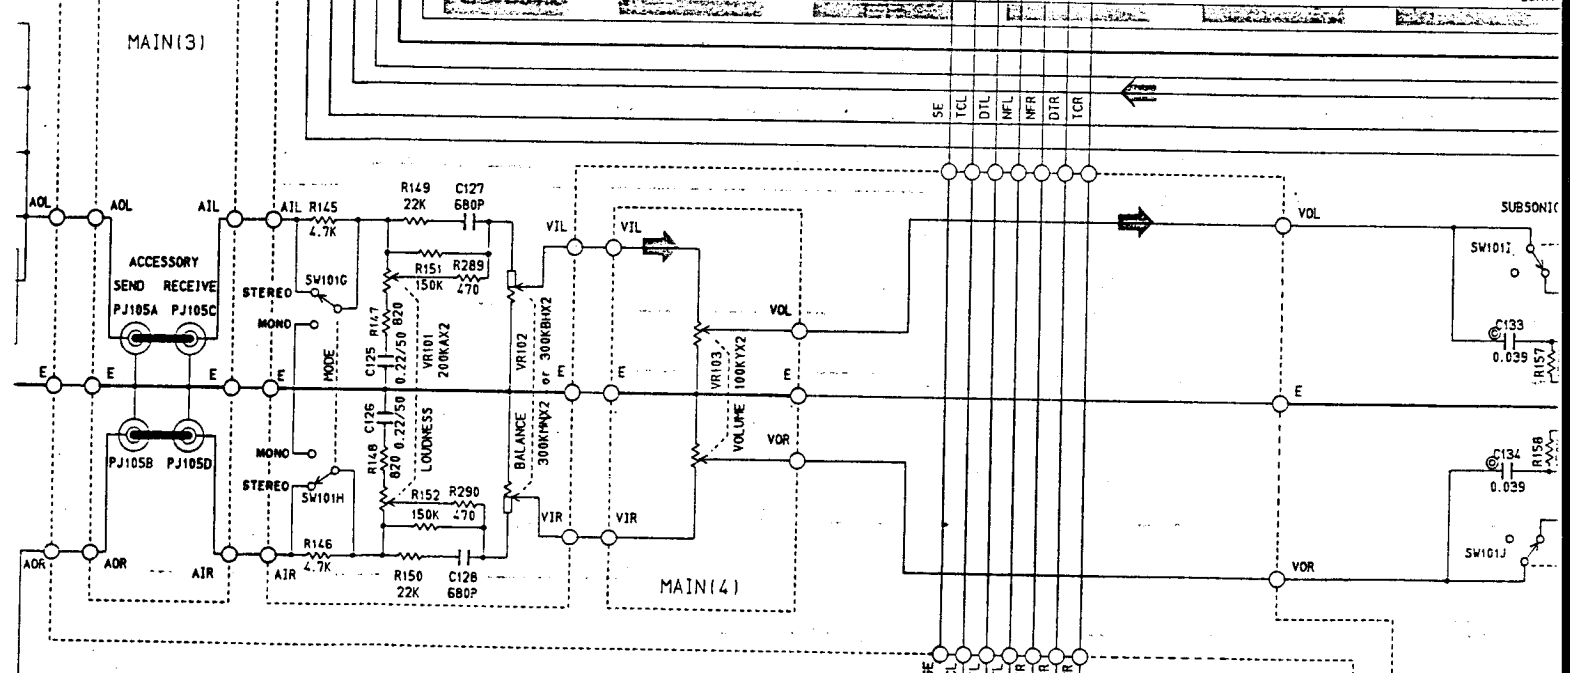 MAIN(3)
SE
TCL
DTL
NFL
NFR
DTR
TCR
AOL
AOL
AIL
AIL
R145
4.7K
R149
22K
C127
680P
VIL
VIL
VOL
SUBSONIC
SW101I
ACCESSORY
SEND RECEIVE
PJ105A PJ105C
STEREO
SW101G
MONO
MODE
R151
150K
R289
470
R147
820
C125
0.22/50
VR101
200KAX2
LOUDNESS
VR102
BALANCE
300KMNX2 or 300KBHX2
VOL
VR103
VOLUME 100KYX2
C133
0.039
R157
E
E
E
E
E
E
E
E
C126
0.22/50
R148
820
MONO
STEREO
SW101H
PJ105B PJ105D
R152
150K
R290
470
VOR
C134
0.039
R158
SW101J
VIR
VIR
VOR
AOR
AOR
AIR
AIR
R146
4.7K
R150
22K
C128
680P
MAIN(4)